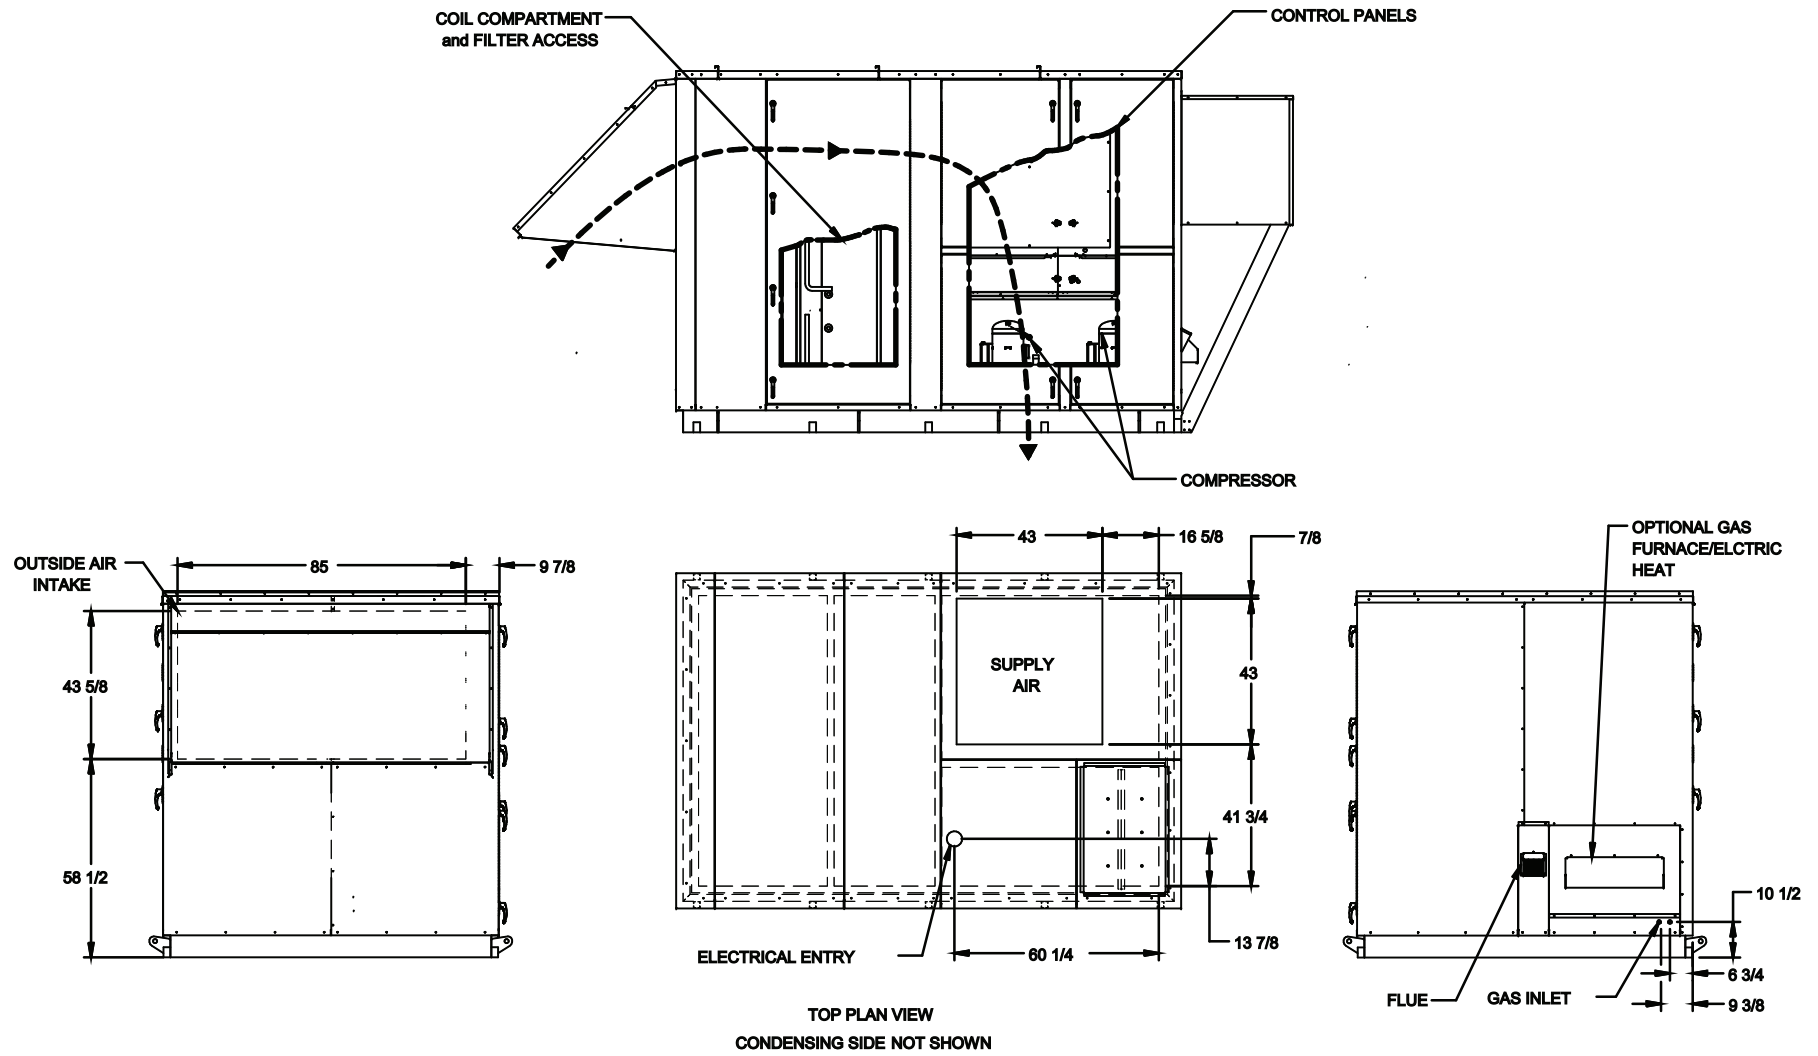 COIL COMPARTMENT
and FILTER ACCESS
CONTROL PANELS
COMPRESSOR
OUTSIDE AIR
INTAKE
85
9 7/8
43 5/8
58 1/2
43
16 5/8
7/8
SUPPLY
AIR
43
41 3/4
13 7/8
ELECTRICAL ENTRY
60 1/4
TOP PLAN VIEW
CONDENSING SIDE NOT SHOWN
OPTIONAL GAS
FURNACE/ELCTRIC
HEAT
10 1/2
6 3/4
9 3/8
FLUE
GAS INLET